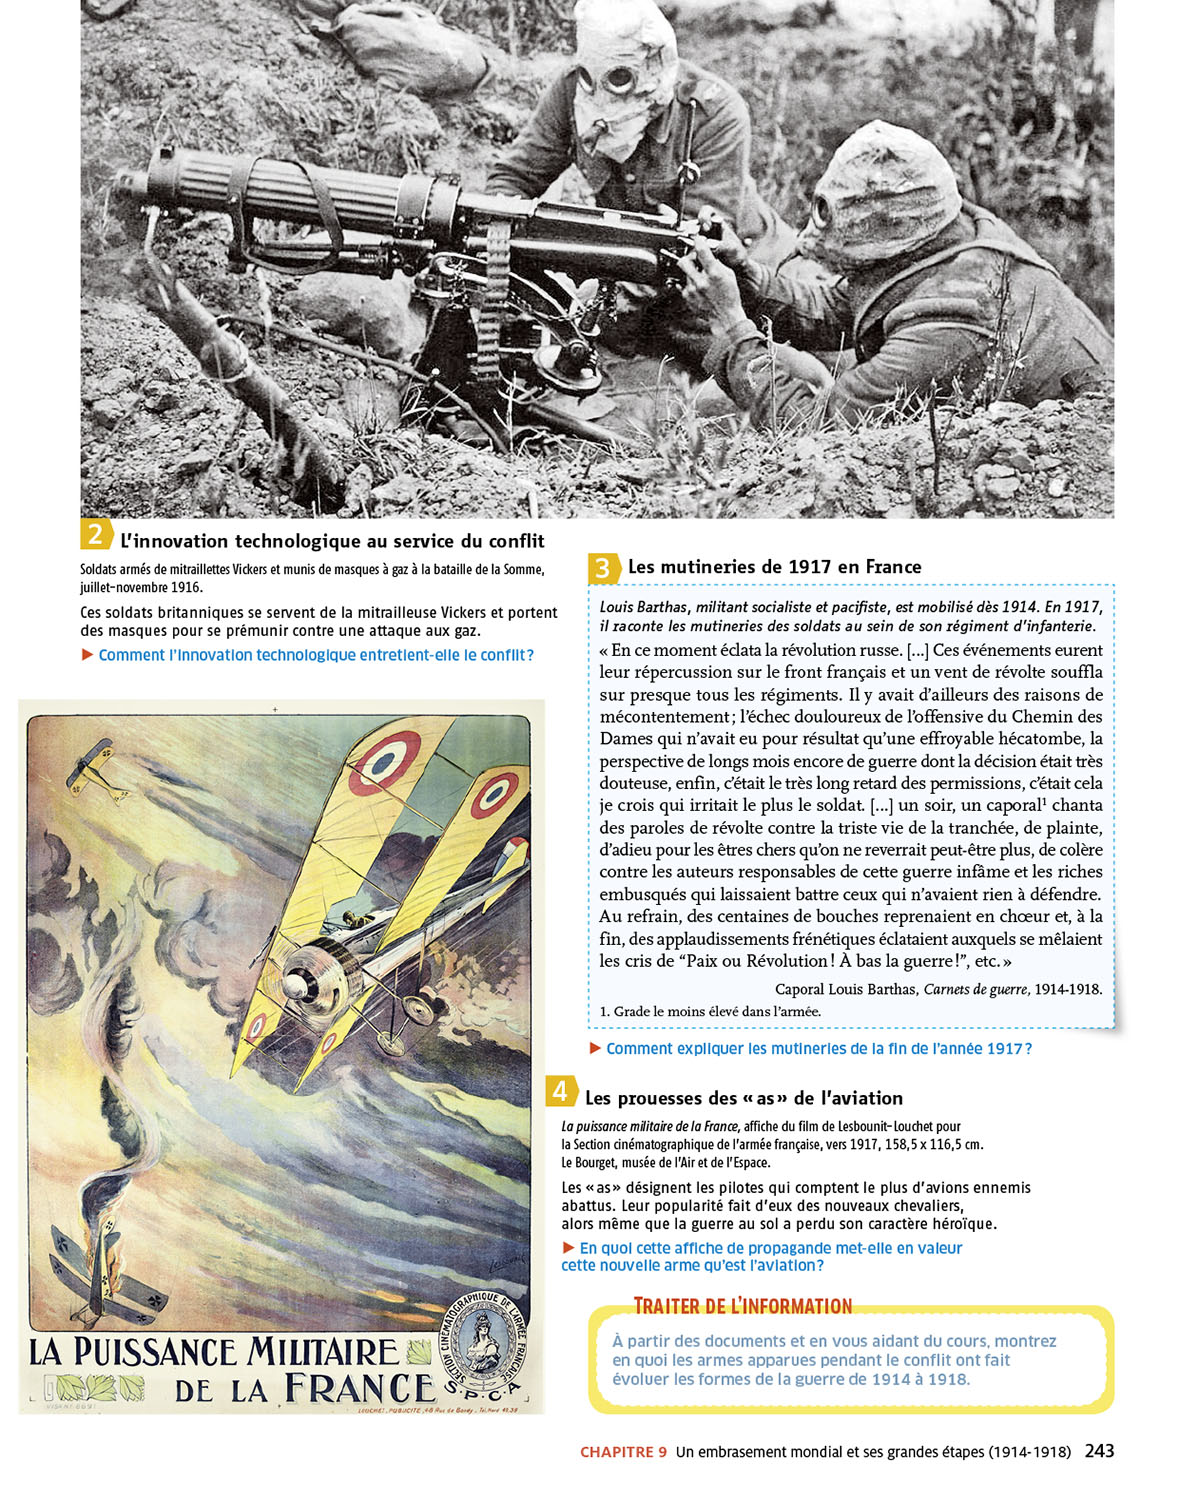 2 L'innovation technologique au service du conflit
Soldats armés de mitraillettes Vickers et munis de masques à gaz à la bataille de la Somme,
juillet-novembre 1916.
Ces soldats britanniques se servent de la mitrailleuse Vickers et portent
des masques pour se prémunir contre une attaque aux gaz.
► Comment l'innovation technologique entretient-elle le conflit ?
3 Les mutineries de 1917 en France
Louis Barthas, militant socialiste et pacifiste, est mobilisé dès 1914. En 1917,
il raconte les mutineries des soldats au sein de son régiment d'infanterie.
« En ce moment éclata la révolution russe. [...] Ces événements eurent
leur répercussion sur le front français et un vent de révolte souffla
sur presque tous les régiments. Il y avait d'ailleurs des raisons de
mécontentement ; l'échec douloureux de l'offensive du Chemin des
Dames qui n'avait eu pour résultat qu'une effroyable hécatombe, la
perspective de longs mois encore de guerre dont la décision était très
douteuse, enfin, c'était le très long retard des permissions, c'était cela
je crois qui irritait le plus le soldat. [...] un soir, un caporal¹ chanta
des paroles de révolte contre la triste vie de la tranchée, de plainte,
d'adieu pour les êtres chers qu'on ne reverrait peut-être plus, de colère
contre les auteurs responsables de cette guerre infâme et les riches
embusqués qui laissaient battre ceux qui n'avaient rien à défendre.
Au refrain, des centaines de bouches reprenaient en chœur et, à la
fin, des applaudissements frénétiques éclataient auxquels se mêlaient
les cris de “Paix ou Révolution ! À bas la guerre !”, etc. »
Caporal Louis Barthas, Carnets de guerre, 1914-1918.
1. Grade le moins élevé dans l'armée.
► Comment expliquer les mutineries de la fin de l'année 1917 ?
4 Les prouesses des « as » de l'aviation
La puissance militaire de la France, affiche du film de Lesbounit-Louchet pour
la Section cinématographique de l'armée française, vers 1917, 158,5 x 116,5 cm.
Le Bourget, musée de l'Air et de l'Espace.
Les « as » désignent les pilotes qui comptent le plus d'avions ennemis
abattus. Leur popularité fait d'eux des nouveaux chevaliers,
alors même que la guerre au sol a perdu son caractère héroïque.
► En quoi cette affiche de propagande met-elle en valeur
cette nouvelle arme qu'est l'aviation ?
LA PUISSANCE MILITAIRE
DE LA FRANCE
SECTION CINÉMATOGRAPHIQUE DE L'ARMÉE FRANÇAISE
S.P.C.A
LOUCHET, PUBLICITÉ, 48 Rue de Bondy
TRAITER DE L'INFORMATION
À partir des documents et en vous aidant du cours, montrez
en quoi les armes apparues pendant le conflit ont fait
évoluer les formes de la guerre de 1914 à 1918.
CHAPITRE 9 Un embrasement mondial et ses grandes étapes (1914-1918) 243